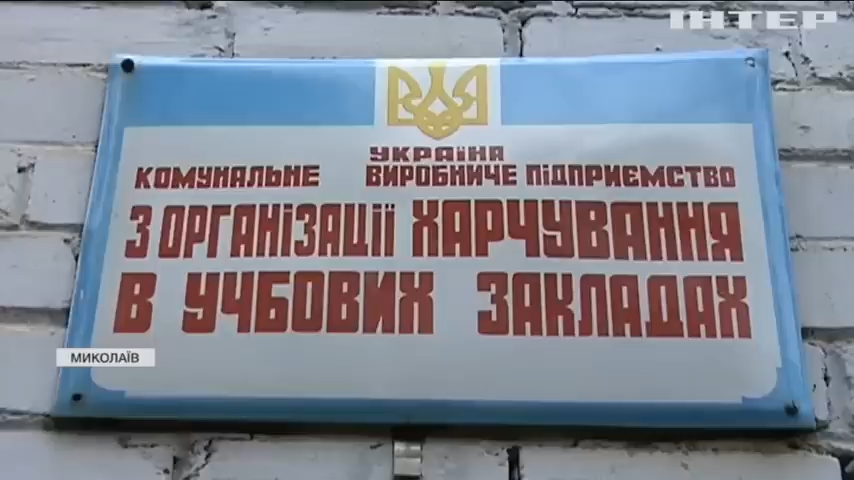 ІНТЕР
УКРАЇНА
КОМУНАЛЬНЕ ВИРОБНИЧЕ ПІДПРИЄМСТВО
З ОРГАНІЗАЦІЇ ХАРЧУВАННЯ
В УЧБОВИХ ЗАКЛАДАХ
МИКОЛАЇВ